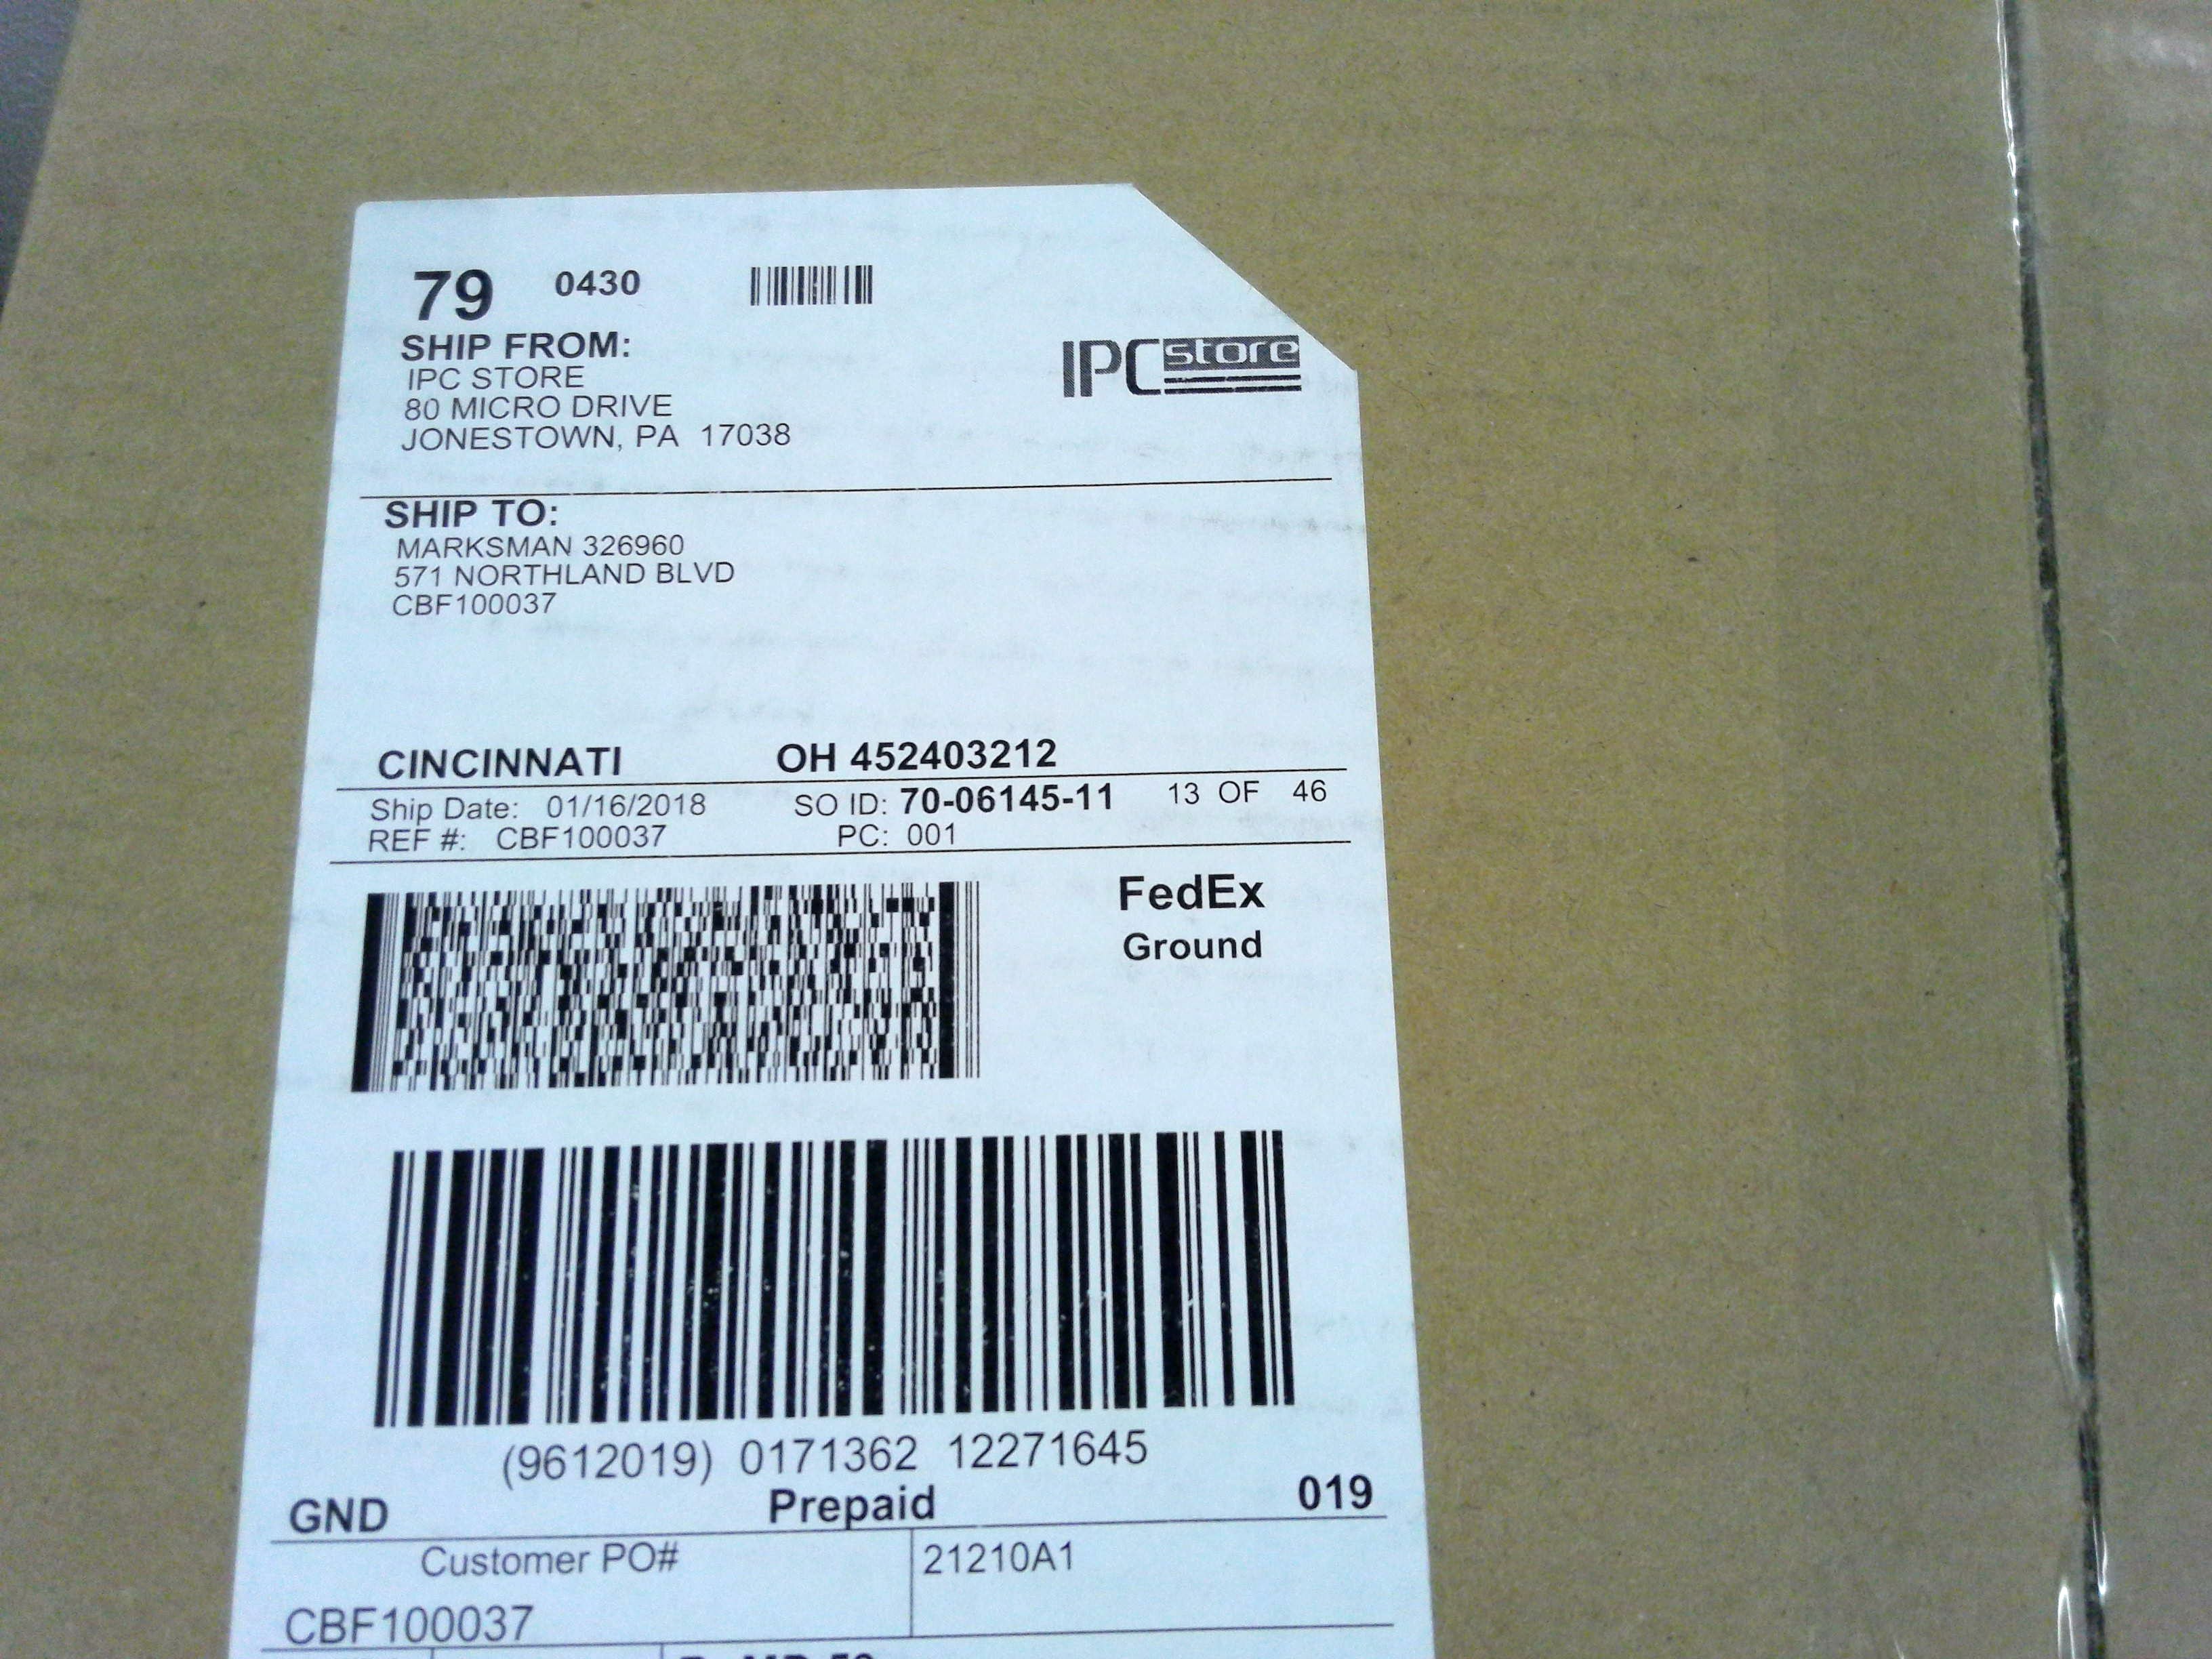 79 0430
SHIP FROM:
IPC STORE
80 MICRO DRIVE
JONESTOWN, PA 17038
IPC store
SHIP TO:
MARKSMAN 326960
571 NORTHLAND BLVD
CBF100037
CINCINNATI OH 452403212
Ship Date: 01/16/2018 SO ID: 70-06145-11 13 OF 46
REF #: CBF100037 PC: 001
FedEx
Ground
(9612019) 0171362 12271645
GND Prepaid 019
Customer PO# 21210A1
CBF100037